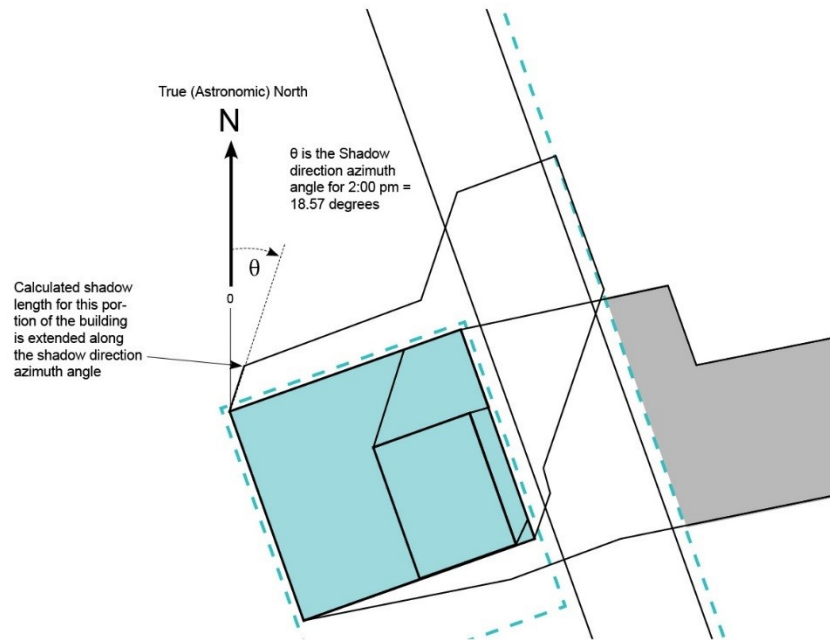 True (Astronomic) North
N
θ is the Shadow
direction azimuth
angle for 2:00 pm =
18.57 degrees
θ
0
Calculated shadow
length for this por-
tion of the building
is extended along
the shadow direction
azimuth angle